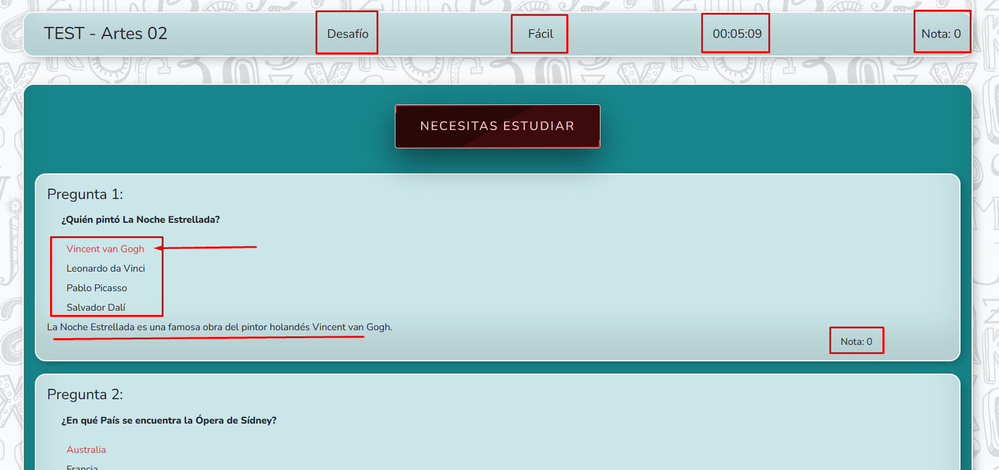 TEST - Artes 02
Desafío
Fácil
00:05:09
Nota: 0
NECESITAS ESTUDIAR
Pregunta 1:
¿Quién pintó La Noche Estrellada?
Vincent van Gogh
Leonardo da Vinci
Pablo Picasso
Salvador Dalí
La Noche Estrellada es una famosa obra del pintor holandés Vincent van Gogh.
Nota: 0
Pregunta 2:
¿En qué País se encuentra la Ópera de Sídney?
Australia
Francia